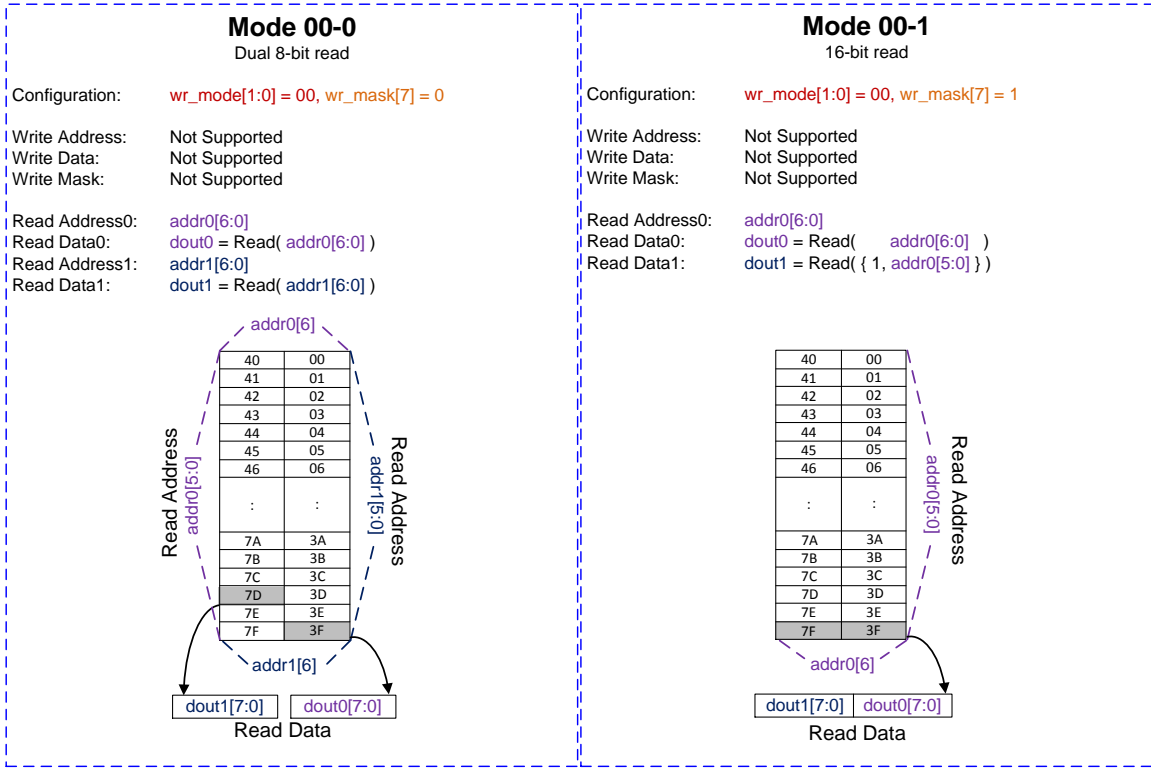 Mode 00-0
Dual 8-bit read
Configuration: wr_mode[1:0] = 00, wr_mask[7] = 0
Write Address: Not Supported
Write Data: Not Supported
Write Mask: Not Supported
Read Address0: addr0[6:0]
Read Data0: dout0 = Read( addr0[6:0] )
Read Address1: addr1[6:0]
Read Data1: dout1 = Read( addr1[6:0] )
addr0[6]
Read Address
addr0[5:0]
40 00
41 01
42 02
43 03
44 04
45 05
46 06
: :
7A 3A
7B 3B
7C 3C
7D 3D
7E 3E
7F 3F
addr1[5:0]
Read Address
addr1[6]
dout1[7:0] dout0[7:0]
Read Data
Mode 00-1
16-bit read
Configuration: wr_mode[1:0] = 00, wr_mask[7] = 1
Write Address: Not Supported
Write Data: Not Supported
Write Mask: Not Supported
Read Address0: addr0[6:0]
Read Data0: dout0 = Read( addr0[6:0] )
Read Data1: dout1 = Read( { 1, addr0[5:0] } )
40 00
41 01
42 02
43 03
44 04
45 05
46 06
: :
7A 3A
7B 3B
7C 3C
7D 3D
7E 3E
7F 3F
addr0[5:0]
Read Address
addr0[6]
dout1[7:0] dout0[7:0]
Read Data